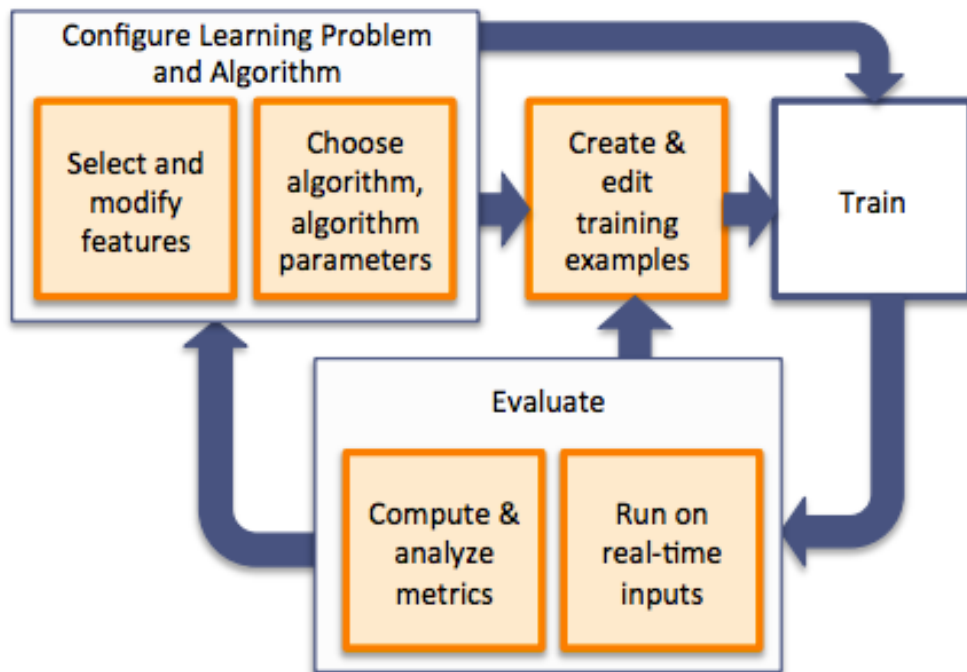 Configure Learning Problem
and Algorithm
Select and
modify
features
Choose
algorithm,
algorithm
parameters
Create &
edit
training
examples
Train
Evaluate
Compute &
analyze
metrics
Run on
real-time
inputs